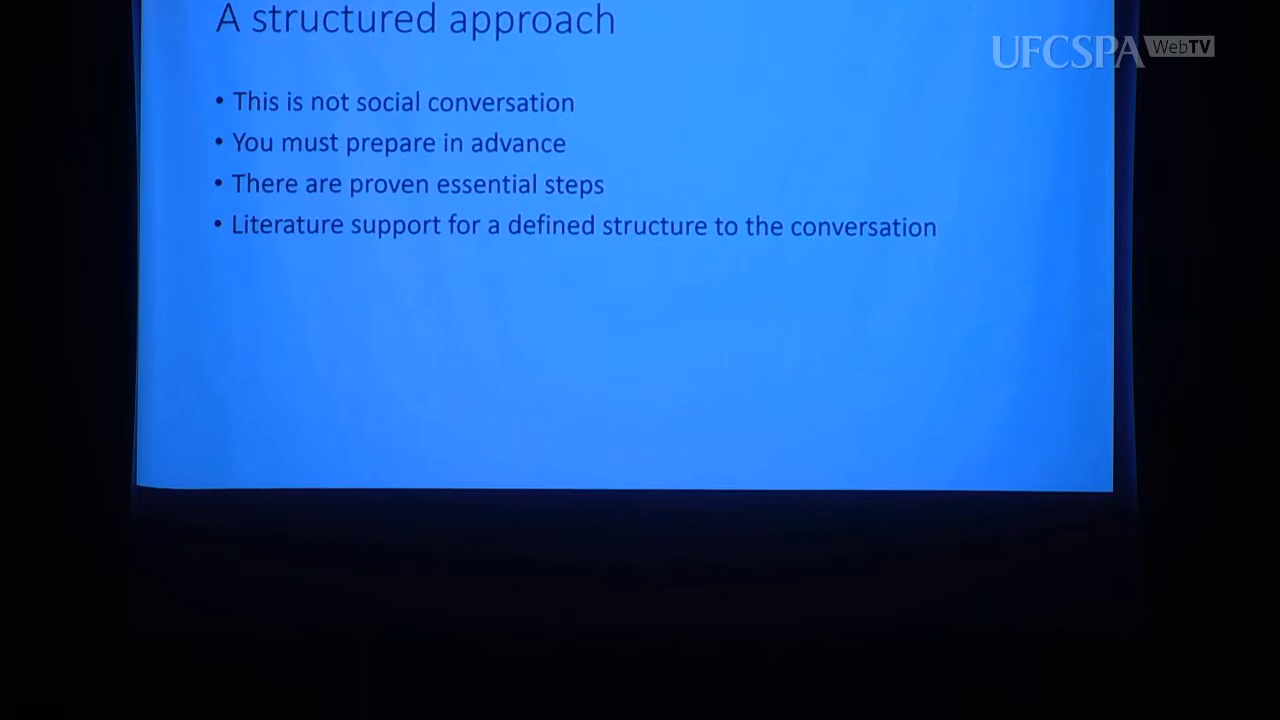 A structured approach
UFCSPA WebTV
• This is not social conversation
• You must prepare in advance
• There are proven essential steps
• Literature support for a defined structure to the conversation